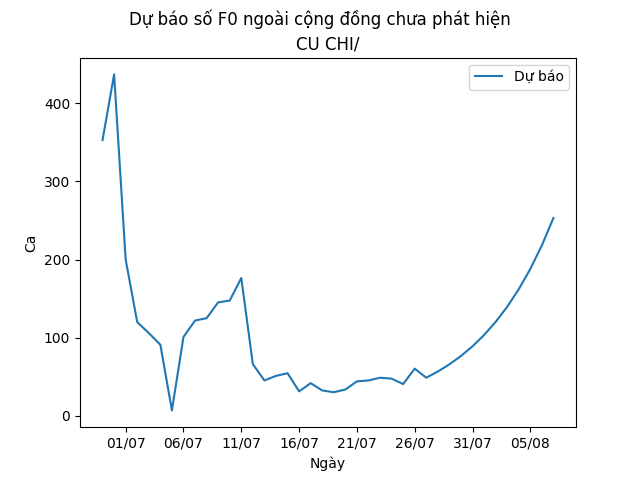 Dự báo số F0 ngoài cộng đồng chưa phát hiện
CU CHI/
Dự báo
Ca
400
300
200
100
0
01/07 06/07 11/07 16/07 21/07 26/07 31/07 05/08
Ngày